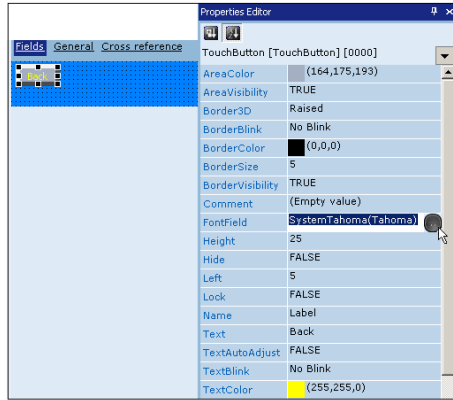 Properties Editor
Fields General Cross reference
TouchButton [TouchButton] [0000]
Back
AreaColor (164,175,193)
AreaVisibility TRUE
Border3D Raised
BorderBlink No Blink
BorderColor (0,0,0)
BorderSize 5
BorderVisibility TRUE
Comment (Empty value)
FontField SystemTahoma(Tahoma)
Height 25
Hide FALSE
Left 5
Lock FALSE
Name Label
Text Back
TextAutoAdjust FALSE
TextBlink No Blink
TextColor (255,255,0)